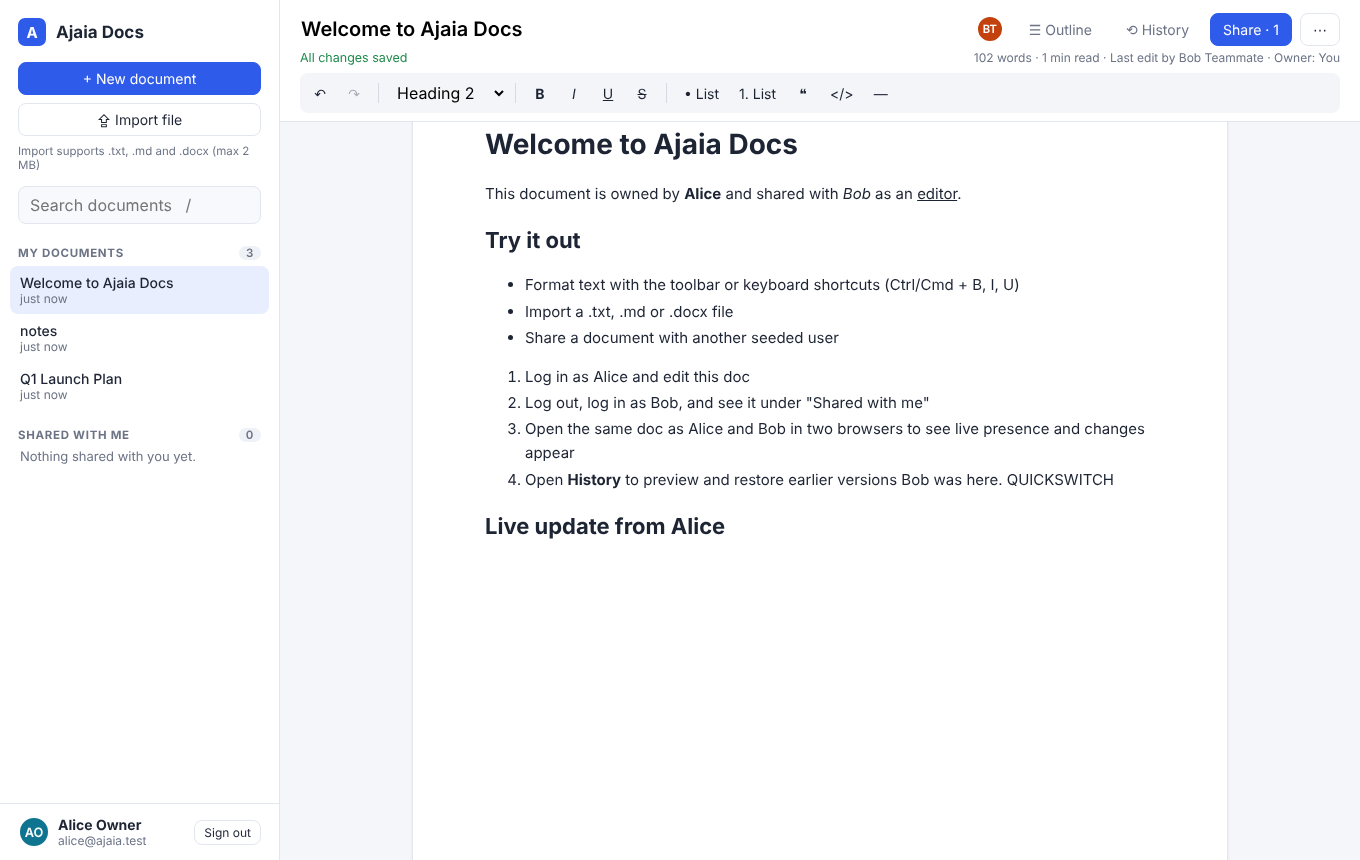 A Ajaia Docs
+ New document
⇪ Import file
Import supports .txt, .md and .docx (max 2
MB)
Search documents /
MY DOCUMENTS 3
Welcome to Ajaia Docs
just now
notes
just now
Q1 Launch Plan
just now
SHARED WITH ME 0
Nothing shared with you yet.
AO Alice Owner
alice@ajaia.test
Sign out
Welcome to Ajaia Docs
BT ☰ Outline ⟲ History Share · 1 ⋯
All changes saved
102 words · 1 min read · Last edit by Bob Teammate · Owner: You
↶ ↷ Heading 2 B I U S • List 1. List ❝ </> —
Welcome to Ajaia Docs
This document is owned by Alice and shared with Bob as an editor.
Try it out
• Format text with the toolbar or keyboard shortcuts (Ctrl/Cmd + B, I, U)
• Import a .txt, .md or .docx file
• Share a document with another seeded user
1. Log in as Alice and edit this doc
2. Log out, log in as Bob, and see it under "Shared with me"
3. Open the same doc as Alice and Bob in two browsers to see live presence and changes
appear
4. Open History to preview and restore earlier versions Bob was here. QUICKSWITCH
Live update from Alice